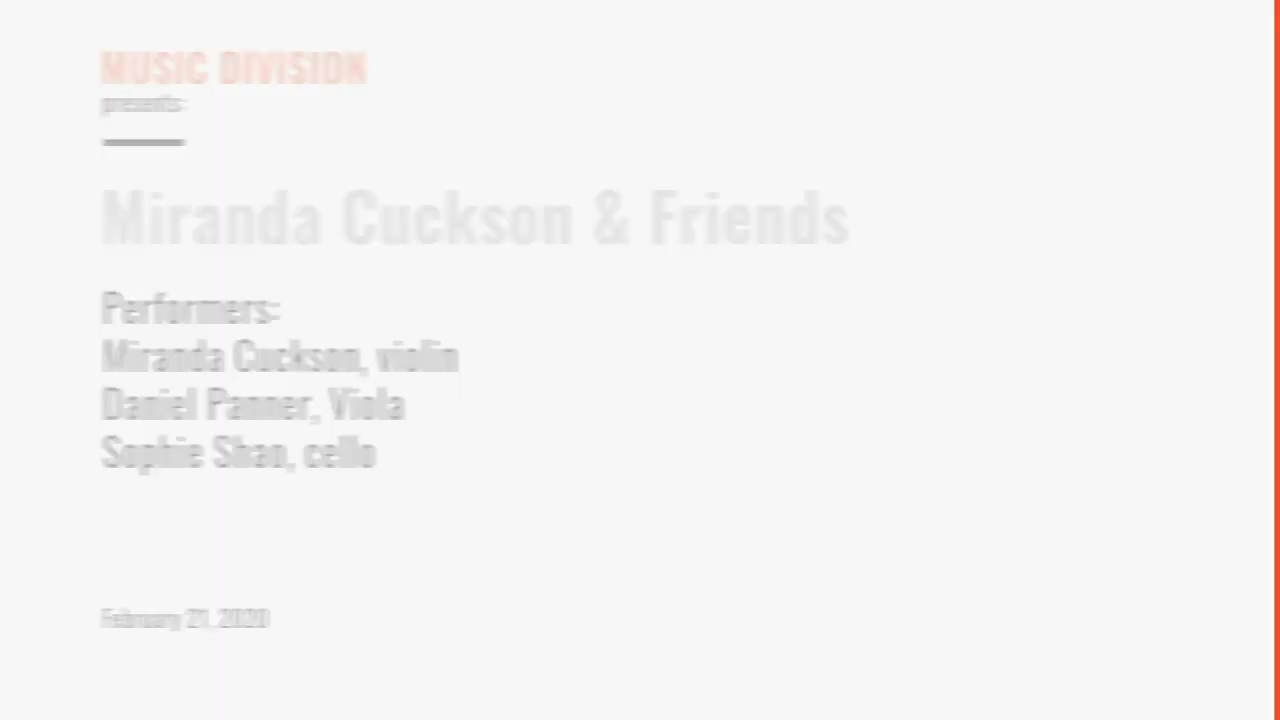 MUSIC DIVISION
presents:
Miranda Cuckson & Friends
Performers:
Miranda Cuckson, violin
Daniel Panner, Viola
Sophie Shao, cello
February 21, 2020